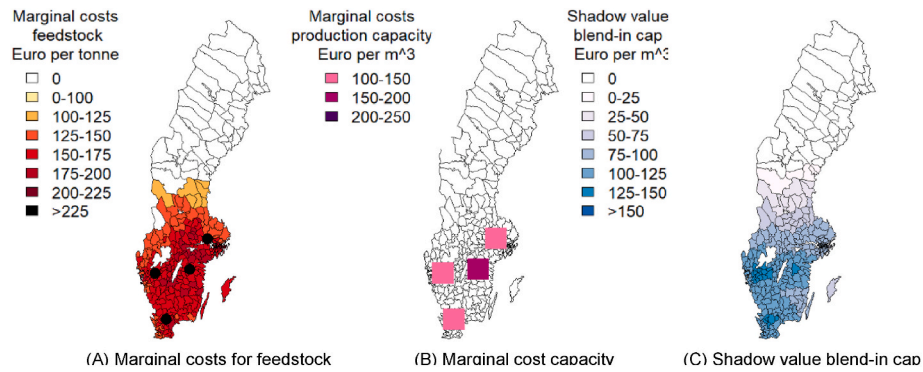 Marginal costs
feedstock
Euro per tonne
0
0-100
100-125
125-150
150-175
175-200
200-225
>225
(A) Marginal costs for feedstock
Marginal costs
production capacity
Euro per m^3
100-150
150-200
200-250
(B) Marginal cost capacity
Shadow value
blend-in cap
Euro per m^3
0
0-25
25-50
50-75
75-100
100-125
125-150
>150
(C) Shadow value blend-in cap